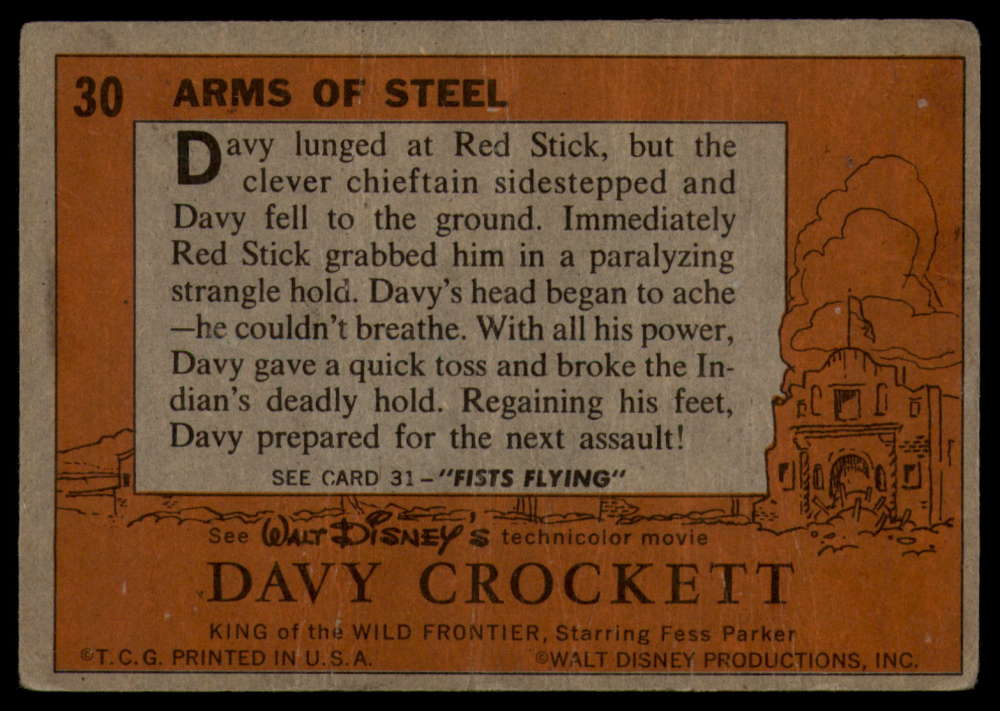 30 ARMS OF STEEL
Davy lunged at Red Stick, but the
clever chieftain sidestepped and
Davy fell to the ground. Immediately
Red Stick grabbed him in a paralyzing
strangle hold. Davy's head began to ache
—he couldn't breathe. With all his power,
Davy gave a quick toss and broke the In-
dian's deadly hold. Regaining his feet,
Davy prepared for the next assault!
SEE CARD 31–"FISTS FLYING"
See WALT DISNEY'S technicolor movie
DAVY CROCKETT
KING of the WILD FRONTIER, Starring Fess Parker
©T.C.G. PRINTED IN U.S.A. ©WALT DISNEY PRODUCTIONS, INC.